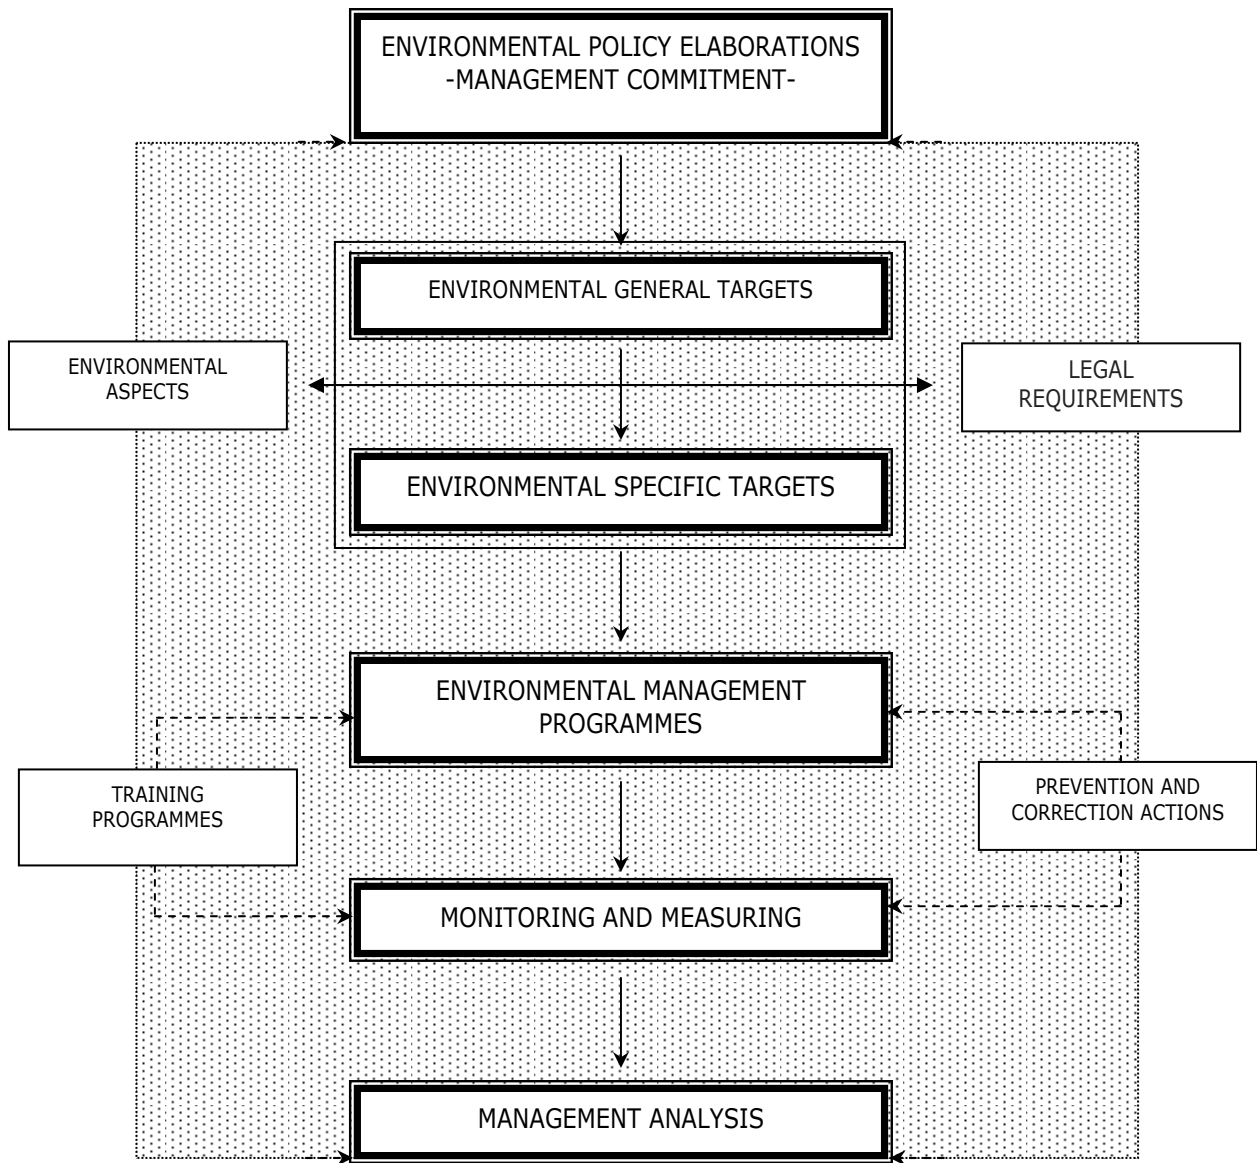 ENVIRONMENTAL POLICY ELABORATIONS
-MANAGEMENT COMMITMENT-
ENVIRONMENTAL GENERAL TARGETS
ENVIRONMENTAL
ASPECTS
LEGAL
REQUIREMENTS
ENVIRONMENTAL SPECIFIC TARGETS
ENVIRONMENTAL MANAGEMENT
PROGRAMMES
TRAINING
PROGRAMMES
PREVENTION AND
CORRECTION ACTIONS
MONITORING AND MEASURING
MANAGEMENT ANALYSIS